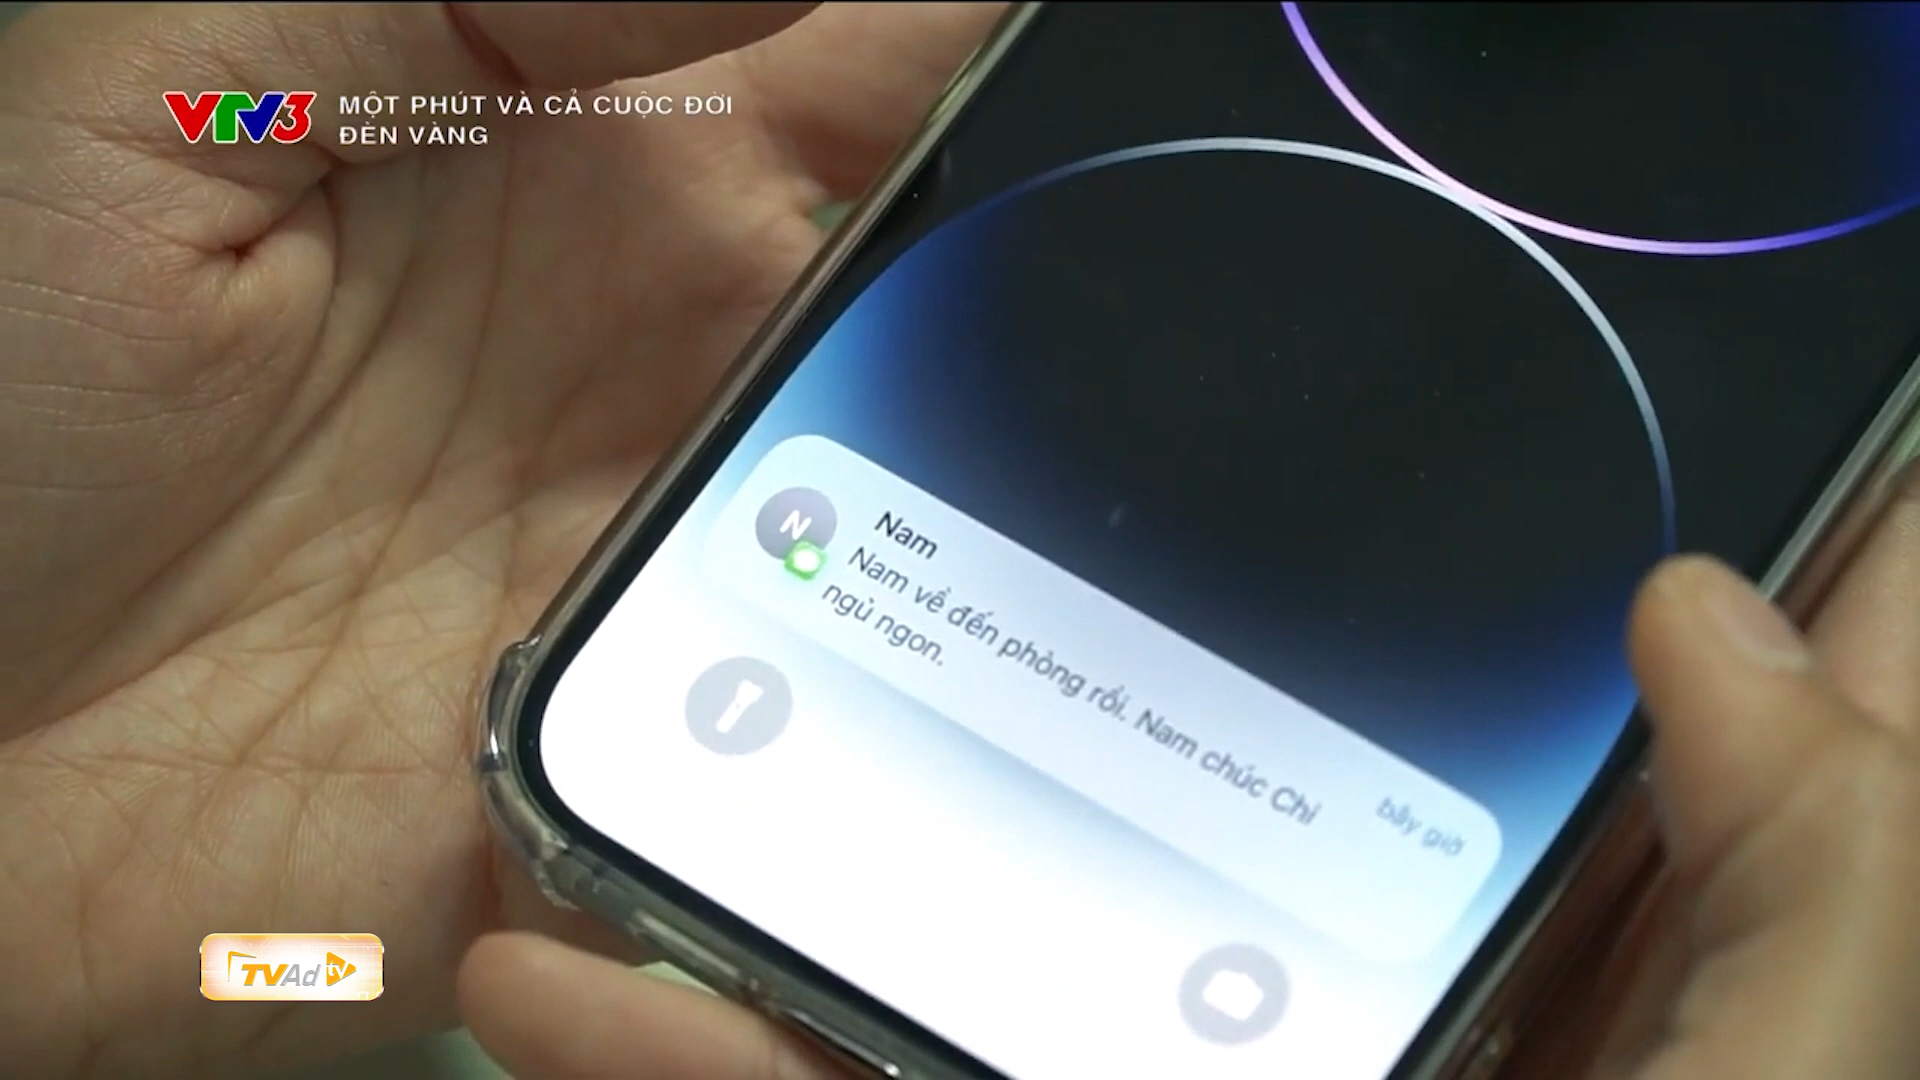 VTV3
MỘT PHÚT VÀ CẢ CUỘC ĐỜI
ĐÈN VÀNG
N
Nam
bây giờ
Nam về đến phòng rồi. Nam chúc Chi
ngủ ngon.
TVAd tv